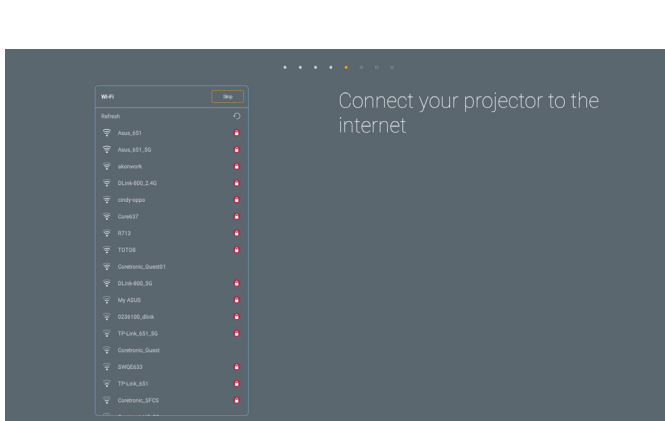 Wi-Fi
Skip
Refresh
Asus_651
Asus_651_5G
akorwork
DLink-800_2.4G
cindy-oppo
Core637
R713
TOTO8
Coretronic_Guest01
DLink-800_5G
My ASUS
0236100_dlink
TP-Link_651_5G
Coretronic_Guest
SWQE633
TP-Link_651
Coretronic_SFCS
Connect your projector to the
internet